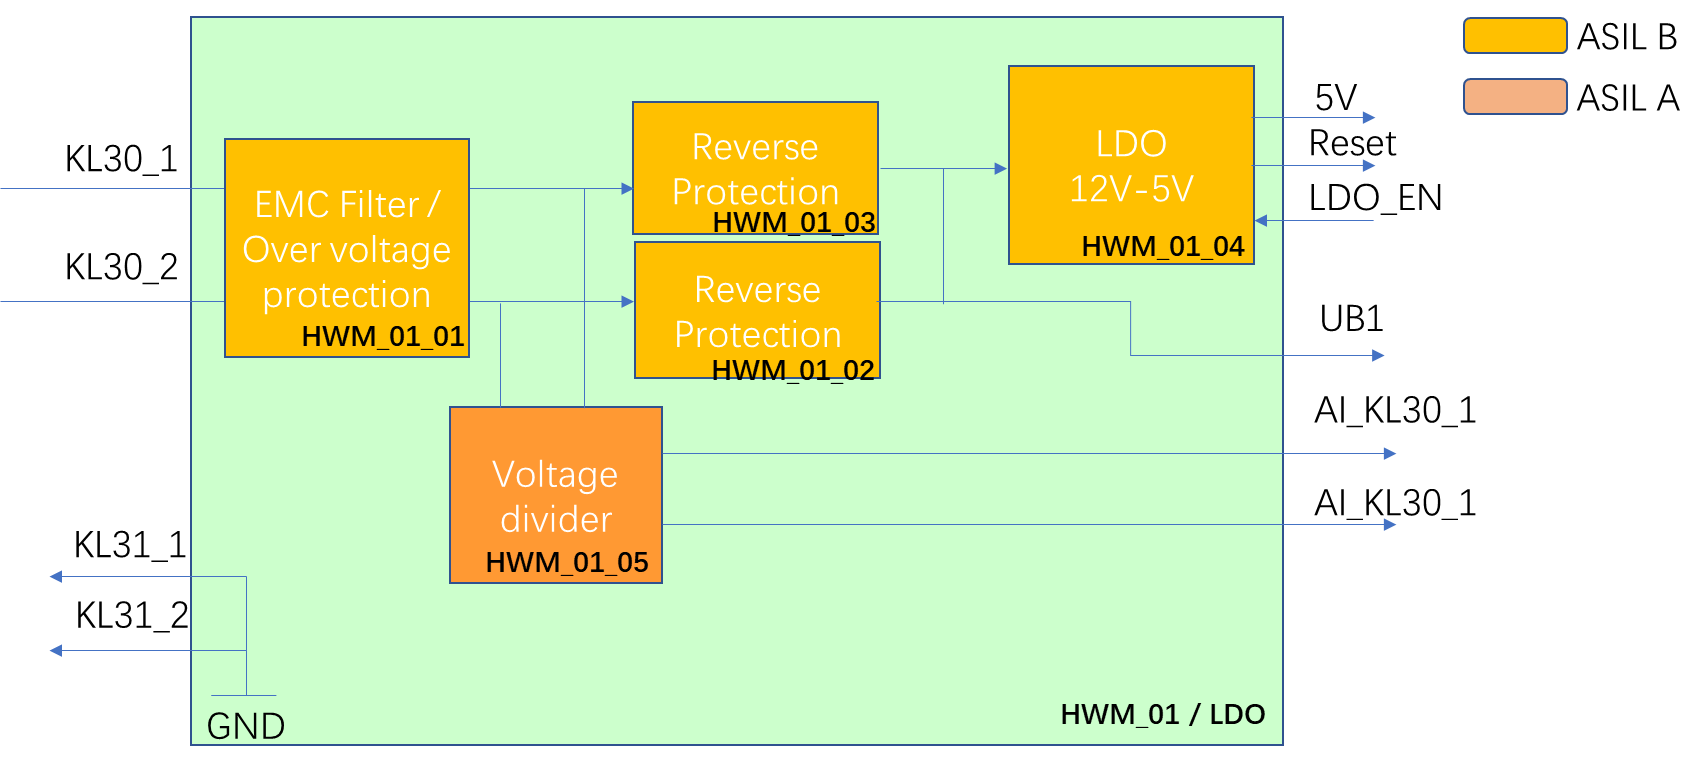 ASIL B
ASIL A
KL30_1
KL30_2
EMC Filter /
Over voltage
protection
HWM_01_01
Reverse
Protection
HWM_01_03
Reverse
Protection
HWM_01_02
LDO
12V-5V
HWM_01_04
5V
Reset
LDO_EN
UB1
AI_KL30_1
AI_KL30_1
Voltage
divider
HWM_01_05
KL31_1
KL31_2
GND
HWM_01 / LDO